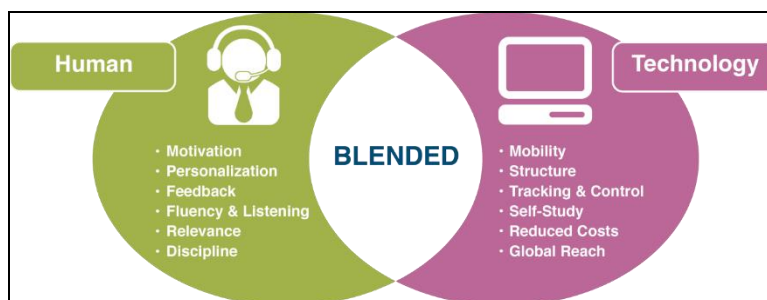 Human
Technology
BLENDED
· Motivation
· Personalization
· Feedback
· Fluency & Listening
· Relevance
· Discipline
· Mobility
· Structure
· Tracking & Control
· Self-Study
· Reduced Costs
· Global Reach